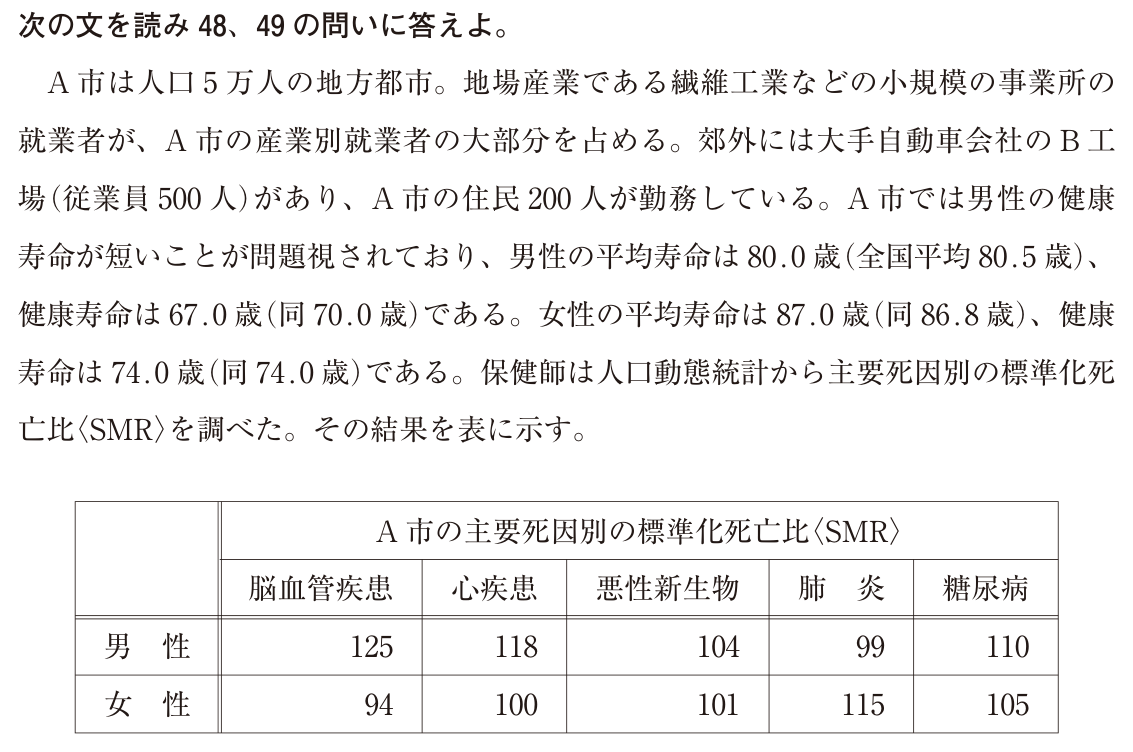 次の文を読み 48、49 の問いに答えよ。
A 市は人口 5 万人の地方都市。地場産業である繊維工業などの小規模の事業所の
就業者が、A 市の産業別就業者の大部分を占める。郊外には大手自動車会社の B 工
場(従業員 500 人)があり、A 市の住民 200 人が勤務している。A 市では男性の健康
寿命が短いことが問題視されており、男性の平均寿命は 80.0 歳(全国平均 80.5 歳)、
健康寿命は 67.0 歳(同 70.0 歳)である。女性の平均寿命は 87.0 歳(同 86.8 歳)、健康
寿命は 74.0 歳(同 74.0 歳)である。保健師は人口動態統計から主要死因別の標準化死
亡比〈SMR〉を調べた。その結果を表に示す。
A 市の主要死因別の標準化死亡比〈SMR〉
脳血管疾患 心疾患 悪性新生物 肺 炎 糖尿病
男 性 125 118 104 99 110
女 性 94 100 101 115 105